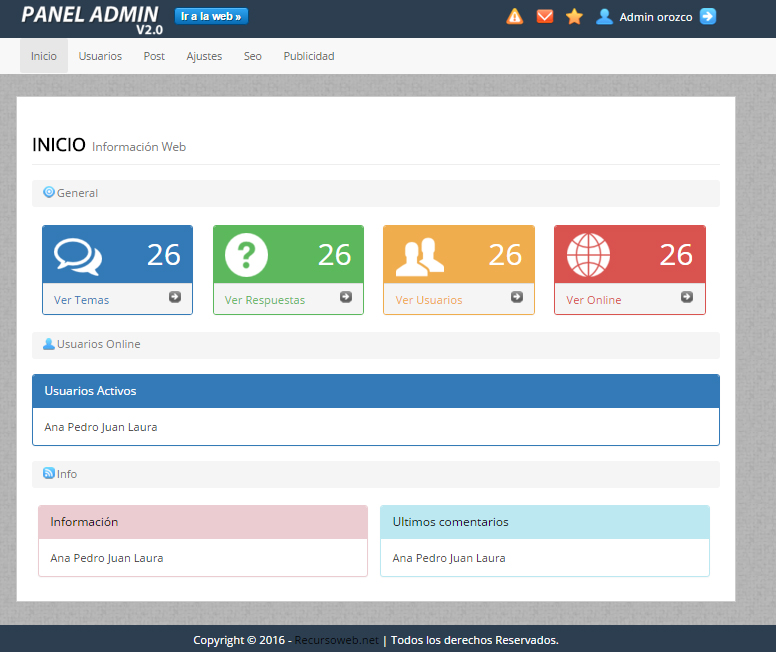 PANEL ADMIN V2.0 Ir a la web » Admin orozco
Inicio Usuarios Post Ajustes Seo Publicidad
INICIO Información Web
General
26 26 26 26
Ver Temas Ver Respuestas Ver Usuarios Ver Online
Usuarios Online
Usuarios Activos
Ana Pedro Juan Laura
Info
Información Ultimos comentarios
Ana Pedro Juan Laura Ana Pedro Juan Laura
Copyright © 2016 - Recursoweb.net | Todos los derechos Reservados.